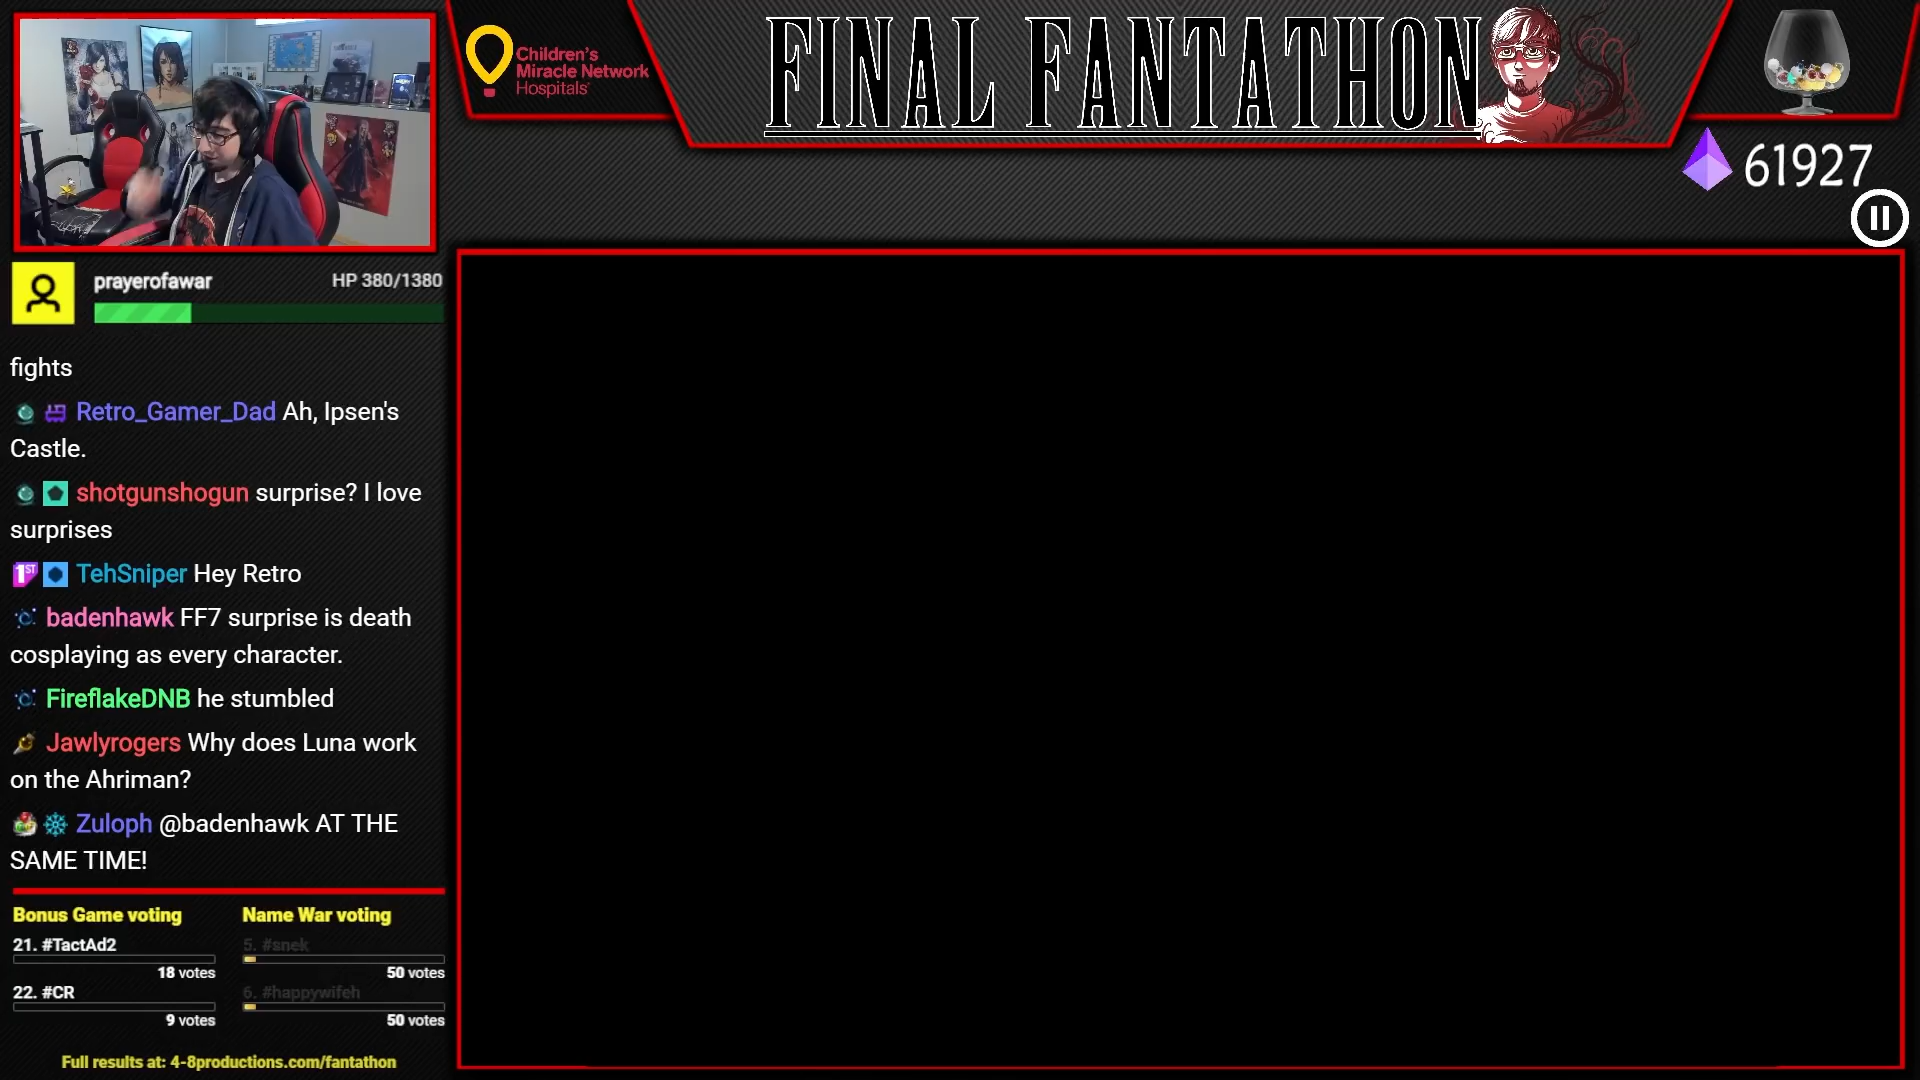 Children's
Miracle Network
Hospitals
FINAL FANTATHON
61927
prayerofawar
HP 380/1380
fights
Retro_Gamer_Dad Ah, Ipsen's
Castle.
shotgunshogun surprise? I love
surprises
1ST TehSniper Hey Retro
badenhawk FF7 surprise is death
cosplaying as every character.
FireflakeDNB he stumbled
Jawlyrogers Why does Luna work
on the Ahriman?
Zuloph @badenhawk AT THE
SAME TIME!
Bonus Game voting
21. #TactAd2
18 votes
22. #CR
9 votes
Name War voting
5. #snek
50 votes
6. #happywifeh
50 votes
Full results at: 4-8productions.com/fantathon